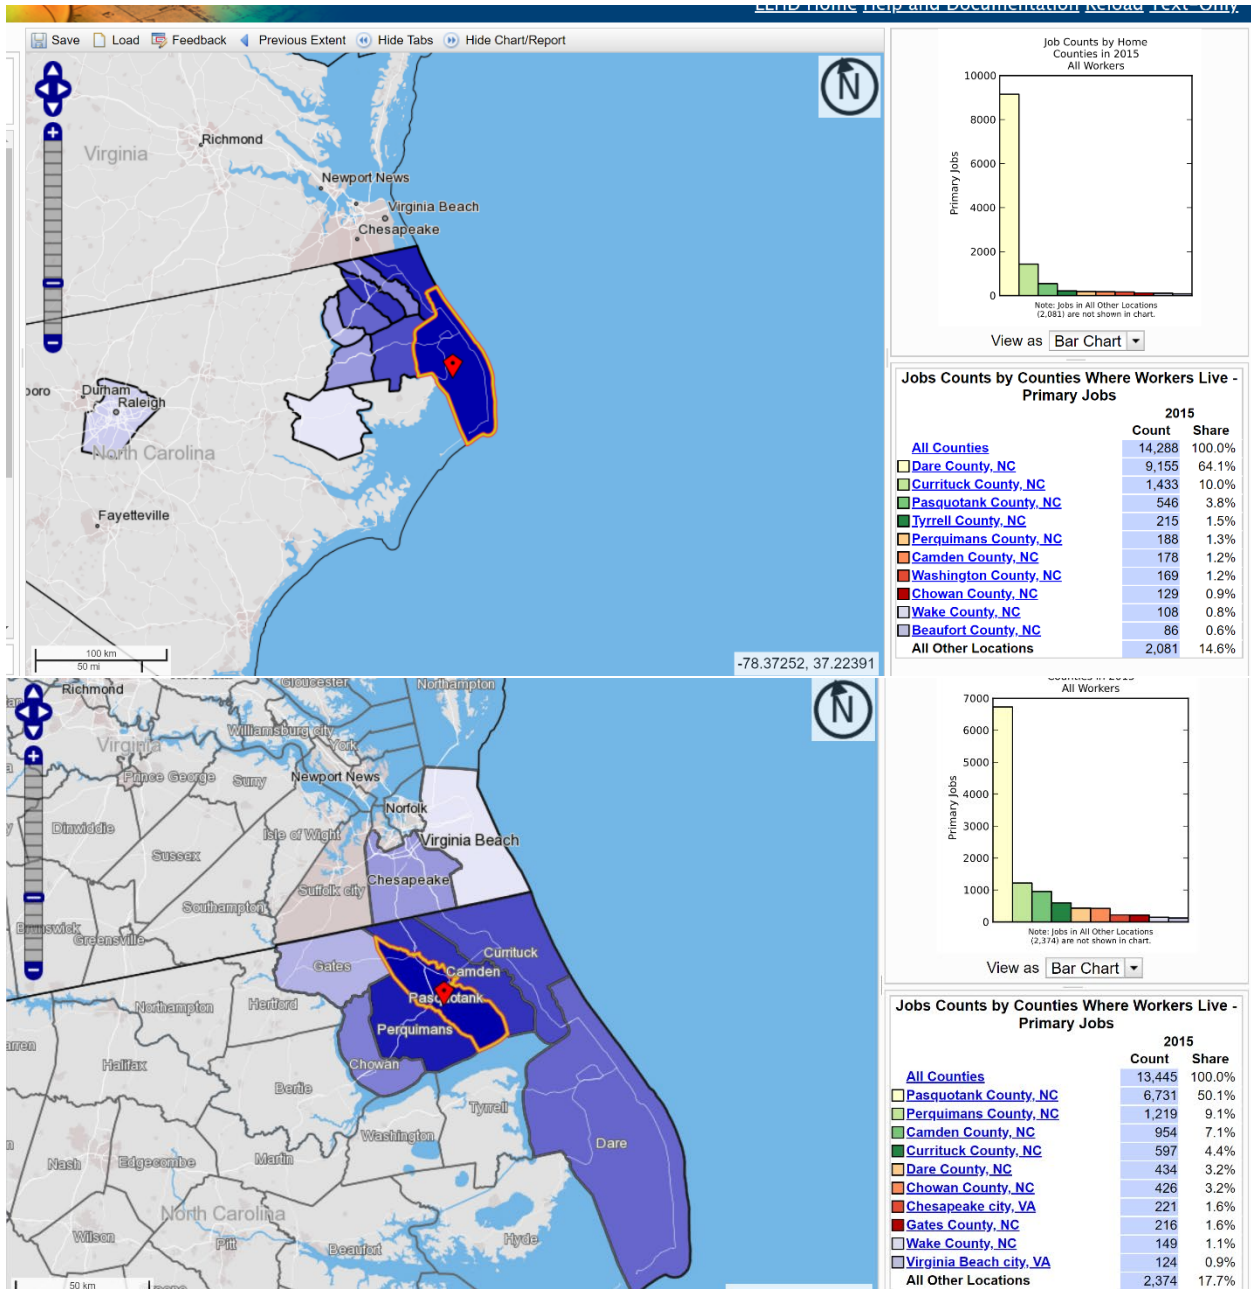 LEHD Home Help and Documentation Reload Text-Only
Save Load Feedback Previous Extent Hide Tabs Hide Chart/Report
N
Richmond
Virginia
Newport News
Virginia Beach
Chesapeake
Durham
Raleigh
North Carolina
Fayetteville
100 km
50 mi
-78.37252, 37.22391
Job Counts by Home
Counties in 2015
All Workers
10000
8000
6000
4000
2000
0
Primary Jobs
Note: Jobs in All Other Locations
(2,081) are not shown in chart.
View as Bar Chart
Jobs Counts by Counties Where Workers Live -
Primary Jobs
2015
Count Share
All Counties 14,288 100.0%
Dare County, NC 9,155 64.1%
Currituck County, NC 1,433 10.0%
Pasquotank County, NC 546 3.8%
Tyrrell County, NC 215 1.5%
Perquimans County, NC 188 1.3%
Camden County, NC 178 1.2%
Washington County, NC 169 1.2%
Chowan County, NC 129 0.9%
Wake County, NC 108 0.8%
Beaufort County, NC 86 0.6%
All Other Locations 2,081 14.6%
Richmond
Gloucester
Northampton
N
Williamsburg city
Virginia
York
Prince George
Surry
Newport News
Norfolk
Dinwiddie
Isle of Wight
Virginia Beach
Sussex
Chesapeake
Suffolk city
Southampton
Brunswick
Greensville
Currituck
Gates
Camden
Northampton
Hertford
Pasquotank
Perquimans
Halifax
Chowan
Bertie
Tyrrell
Washington
Dare
Nash
Edgecombe
Martin
North Carolina
Wilson
Pitt
Beaufort
Hyde
50 km
Counties in 2015
All Workers
7000
6000
5000
4000
3000
2000
1000
0
Primary Jobs
Note: Jobs in All Other Locations
(2,374) are not shown in chart.
View as Bar Chart
Jobs Counts by Counties Where Workers Live -
Primary Jobs
2015
Count Share
All Counties 13,445 100.0%
Pasquotank County, NC 6,731 50.1%
Perquimans County, NC 1,219 9.1%
Camden County, NC 954 7.1%
Currituck County, NC 597 4.4%
Dare County, NC 434 3.2%
Chowan County, NC 426 3.2%
Chesapeake city, VA 221 1.6%
Gates County, NC 216 1.6%
Wake County, NC 149 1.1%
Virginia Beach city, VA 124 0.9%
All Other Locations 2,374 17.7%